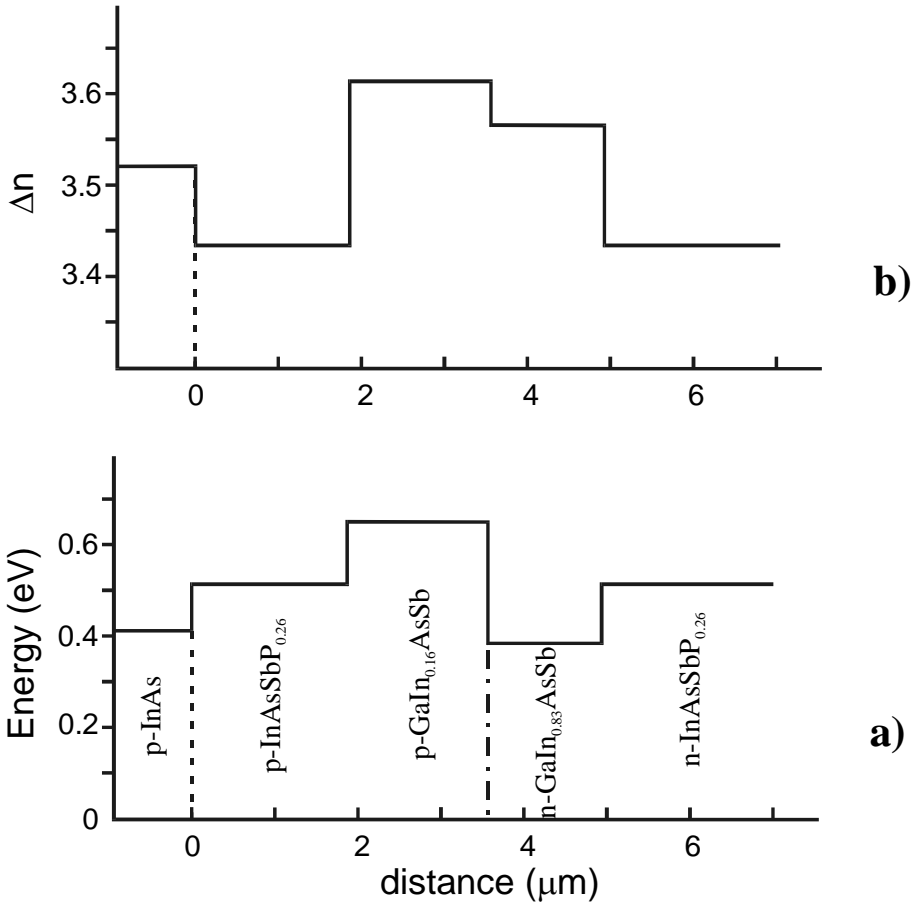 3.6
3.5
3.4
Δn
0 2 4 6
b)
0.6
0.4
0.2
0
Energy (eV)
p-InAs
p-InAsSbP0.26
p-GaIn0.16AsSb
n-GaIn0.83AsSb
n-InAsSbP0.26
a)
0 2 4 6
distance (μm)